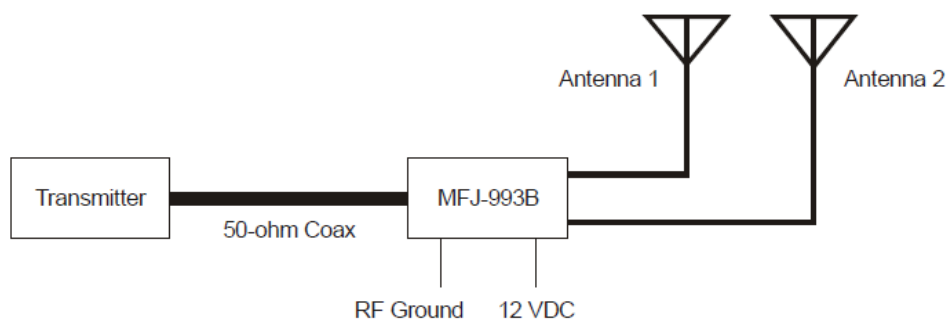 Antenna 1
Antenna 2
Transmitter
MFJ-993B
50-ohm Coax
RF Ground
12 VDC